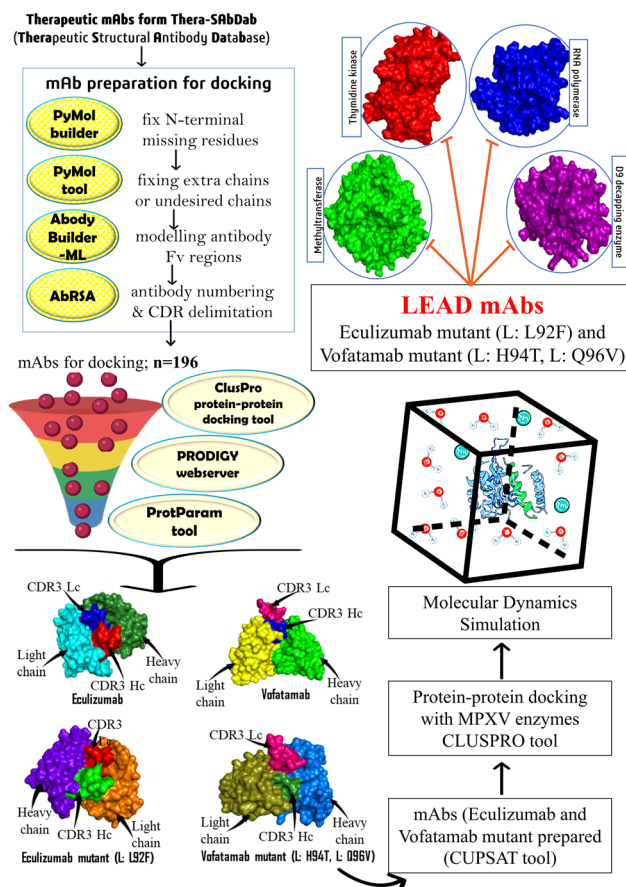 Therapeutic mAbs form Thera-SAbDab
(Therapeutic Structural Antibody Database)
mAb preparation for docking
PyMol
builder
fix N-terminal
missing residues
PyMol
tool
fixing extra chains
or undesired chains
Abody
Builder
-ML
modelling antibody
Fv regions
AbRSA
antibody numbering
& CDR delimitation
mAbs for docking; n=196
ClusPro
protein-protein
docking tool
PRODIGY
webserver
ProtParam
tool
CDR3 Lc
Light
chain
CDR3 Hc
Heavy
chain
Eculizumab
CDR3 Lc
CDR3 Hc
Light
chain
Heavy
chain
Vofatamab
CDR3
Heavy
chain
CDR3 Hc
Light
chain
Eculizumab mutant (L: L92F)
CDR3 Lc
Light
chain
CDR3 Hc
Heavy
chain
Vofatamab mutant (L: H94T, L: Q96V)
Thymidine kinase
RNA polymerase
Methyltransferase
D9 decapping enzyme
LEAD mAbs
Eculizumab mutant (L: L92F) and
Vofatamab mutant (L: H94T, L: Q96V)
Molecular Dynamics
Simulation
Protein-protein docking
with MPXV enzymes
CLUSPRO tool
mAbs (Eculizumab and
Vofatamab mutant prepared
(CUPSAT tool)